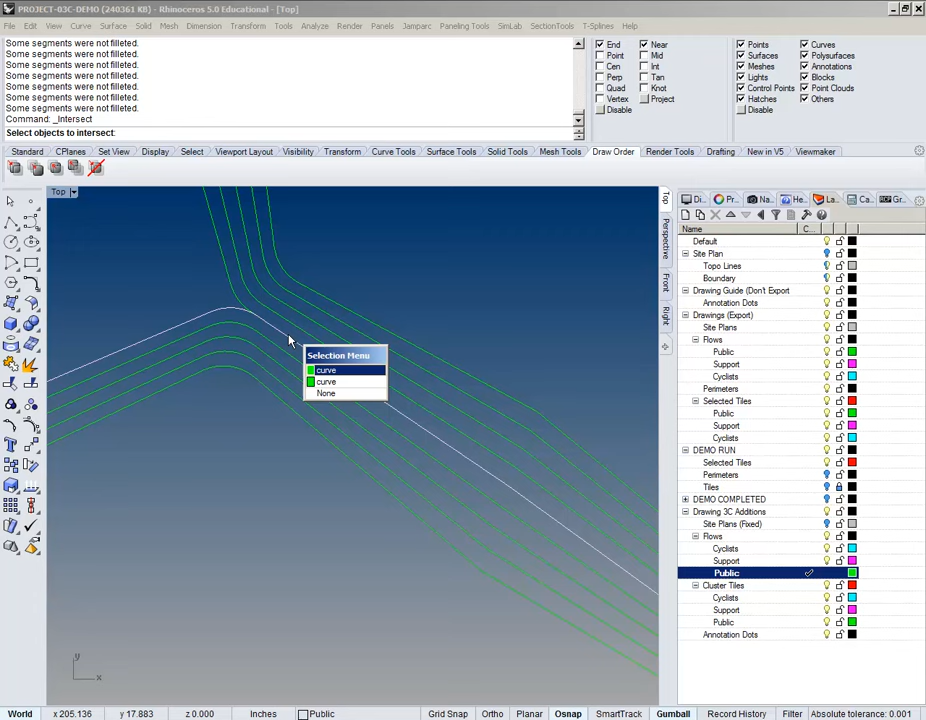 PROJECT-03C-DEMO (240361 KB) - Rhinoceros 5.0 Educational - [Top]
File Edit View Curve Surface Solid Mesh Dimension Transform Tools Analyze Render Panels Jamparc Paneling Tools SimLab SectionTools T-Splines Help
Some segments were not filleted.
Some segments were not filleted.
Some segments were not filleted.
Some segments were not filleted.
Some segments were not filleted.
Some segments were not filleted.
Some segments were not filleted.
Command: _Intersect
Select objects to intersect:
End Near
Point Mid
Cen Int
Perp Tan
Quad Knot
Vertex Project
Disable
Points Curves
Surfaces Polysurfaces
Meshes Annotations
Lights Blocks
Control Points Point Clouds
Hatches Others
Disable
Standard CPlanes Set View Display Select Viewport Layout Visibility Transform Curve Tools Surface Tools Solid Tools Mesh Tools Draw Order Render Tools Drafting New in V5 Viewmaker
Top
Top
Perspective
Front
Right
Selection Menu
curve
curve
None
y
x
Di... Pr... Na... He... La... Ca... Gr...
Name C...
Default
Site Plan
Topo Lines
Boundary
Drawing Guide (Don't Export
Annotation Dots
Drawings (Export)
Site Plans
Flows
Public
Support
Cyclists
Perimeters
Selected Tiles
Public
Support
Cyclists
DEMO RUN
Selected Tiles
Perimeters
Tiles
DEMO COMPLETED
Drawing 3C Additions
Site Plans (Fixed)
Flows
Cyclists
Support
Public
Cluster Tiles
Cyclists
Support
Public
Annotation Dots
World x 205.136 y 17.883 z 0.000 Inches Public Grid Snap Ortho Planar Osnap SmartTrack Gumball Record History Filter Absolute tolerance: 0.001